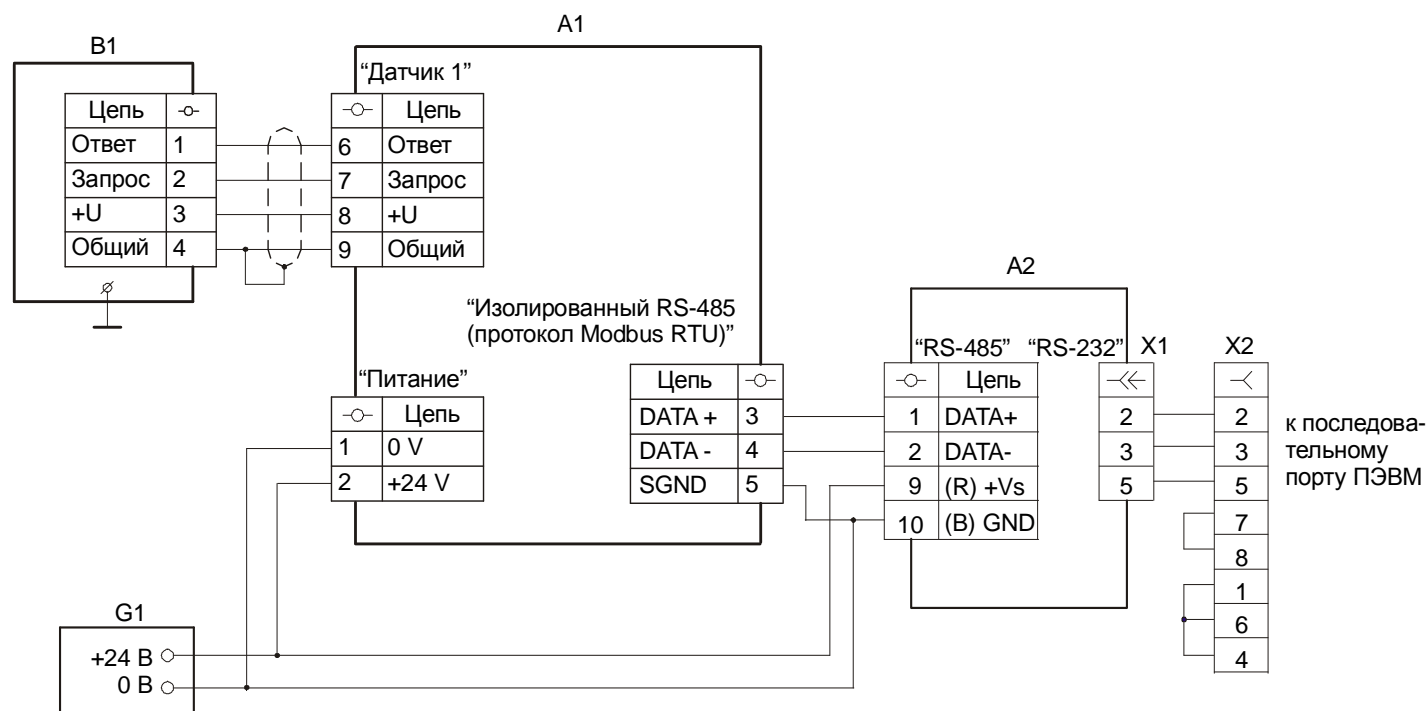 A1
B1
“Датчик 1”
Цепь
Ответ 1
Запрос 2
+U 3
Общий 4
Цепь
6 Ответ
7 Запрос
8 +U
9 Общий
“Изолированный RS-485
(протокол Modbus RTU)”
Цепь
DATA + 3
DATA - 4
SGND 5
“Питание”
Цепь
1 0 V
2 +24 V
A2
“RS-485” “RS-232” X1 X2
Цепь
1 DATA+
2 DATA-
9 (R) +Vs
10 (B) GND
2
3
5
2
3
5
7
8
1
6
4
к последова-
тельному
порту ПЭВМ
G1
+24 В
0 В